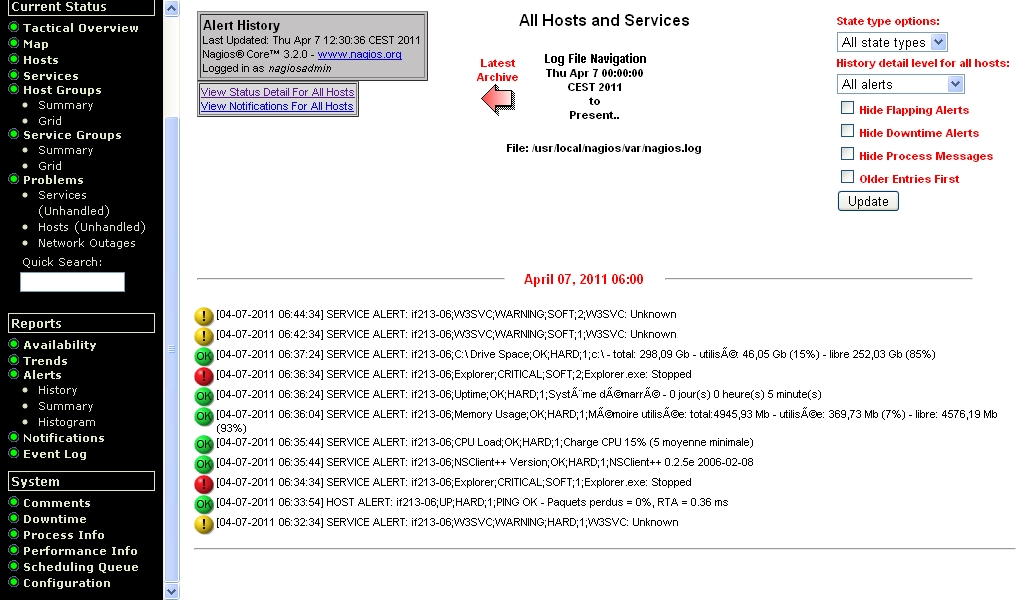 Current Status
Tactical Overview
Map
Hosts
Services
Host Groups
Summary
Grid
Service Groups
Summary
Grid
Problems
Services
(Unhandled)
Hosts (Unhandled)
Network Outages
Quick Search:
Reports
Availability
Trends
Alerts
History
Summary
Histogram
Notifications
Event Log
System
Comments
Downtime
Process Info
Performance Info
Scheduling Queue
Configuration
Alert History
Last Updated: Thu Apr 7 12:30:36 CEST 2011
Nagios® Core™ 3.2.0 - www.nagios.org
Logged in as nagiosadmin
View Status Detail For All Hosts
View Notifications For All Hosts
All Hosts and Services
Latest
Archive
Log File Navigation
Thu Apr 7 00:00:00
CEST 2011
to
Present..
File: /usr/local/nagios/var/nagios.log
State type options:
All state types
History detail level for all hosts:
All alerts
Hide Flapping Alerts
Hide Downtime Alerts
Hide Process Messages
Older Entries First
Update
April 07, 2011 06:00
! [04-07-2011 06:44:34] SERVICE ALERT: if213-06;W3SVC;WARNING;SOFT;2;W3SVC: Unknown
! [04-07-2011 06:42:34] SERVICE ALERT: if213-06;W3SVC;WARNING;SOFT;1;W3SVC: Unknown
OK [04-07-2011 06:37:24] SERVICE ALERT: if213-06;C:\ Drive Space;OK;HARD;1;c:\ - total: 298,09 Gb - utilisÃ©: 46,05 Gb (15%) - libre 252,03 Gb (85%)
! [04-07-2011 06:36:34] SERVICE ALERT: if213-06;Explorer;CRITICAL;SOFT;2;Explorer.exe: Stopped
OK [04-07-2011 06:36:24] SERVICE ALERT: if213-06;Uptime;OK;HARD;1;SystÃ¨me dÃ©marrÃ© - 0 jour(s) 0 heure(s) 5 minute(s)
OK [04-07-2011 06:36:04] SERVICE ALERT: if213-06;Memory Usage;OK;HARD;1;MÃ©moire utilisÃ©e: total:4945,93 Mb - utilisÃ©e: 369,73 Mb (7%) - libre: 4576,19 Mb
(93%)
OK [04-07-2011 06:35:44] SERVICE ALERT: if213-06;CPU Load;OK;HARD;1;Charge CPU 15% (5 moyenne minimale)
OK [04-07-2011 06:35:44] SERVICE ALERT: if213-06;NSClient++ Version;OK;HARD;1;NSClient++ 0.2.5e 2006-02-08
! [04-07-2011 06:34:34] SERVICE ALERT: if213-06;Explorer;CRITICAL;SOFT;1;Explorer.exe: Stopped
OK [04-07-2011 06:33:54] HOST ALERT: if213-06;UP;HARD;1;PING OK - Paquets perdus = 0%, RTA = 0.36 ms
! [04-07-2011 06:32:34] SERVICE ALERT: if213-06;W3SVC;WARNING;HARD;1;W3SVC: Unknown